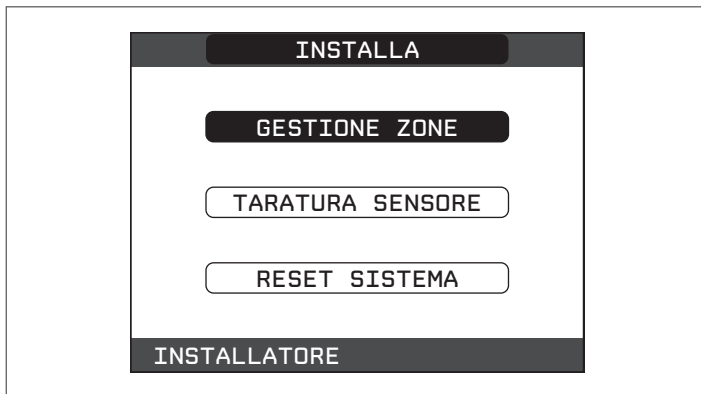 INSTALLA
GESTIONE ZONE
TARATURA SENSORE
RESET SISTEMA
INSTALLATORE